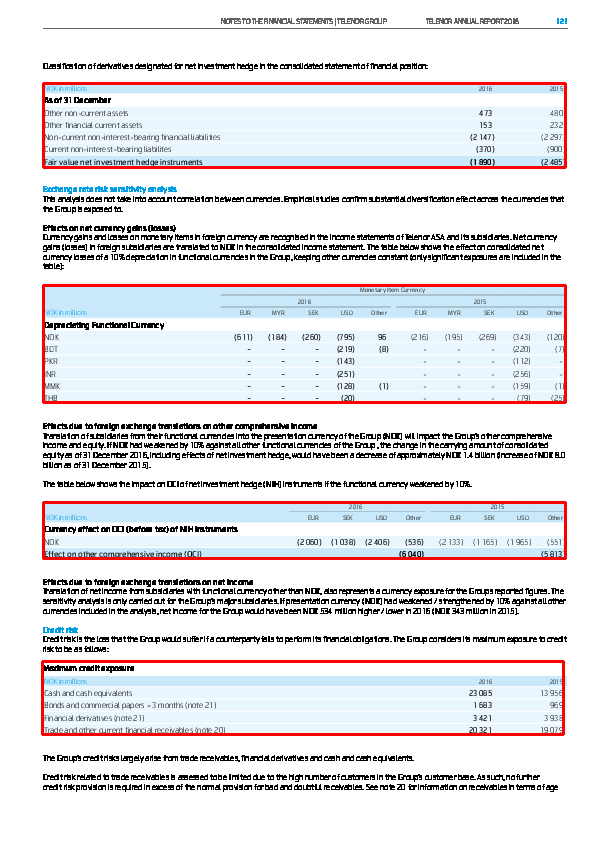 NOTES TO THE FINANCIAL STATEMENTS | TELENOR GROUP TELENOR ANNUAL REPORT 2016 121
Classification of derivatives designated for net investment hedge in the consolidated statement of financial position:
NOK in millions 2016 2015
As of 31 December
Other non-current assets 473 480
Other financial current assets 153 232
Non-current non-interest-bearing financial liabilities (2 147) (2 297)
Current non-interest-bearing liabilites (370) (900)
Fair value net investment hedge instruments (1 890) (2 485)
Exchange rate risk sensitivity analysis
This analysis does not take into account correlation between currencies. Empirical studies confirm substantial diversification effect across the currencies that
the Group is exposed to.
Effects on net currency gains (losses)
Currency gains and losses on monetary items in foreign currency are recognised in the income statements of Telenor ASA and its subsidiaries. Net currency
gains (losses) in foreign subsidiaries are translated to NOK in the consolidated income statement. The table below shows the effect on consolidated net
currency losses of a 10% depreciation in functional currencies in the Group, keeping other currencies constant (only significant exposures are included in the
table):
Monetary Item Currency
2016 2015
NOK in millions EUR MYR SEK USD Other EUR MYR SEK USD Other
Depreciating Functional Currency
NOK (611) (184) (260) (795) 96 (216) (195) (269) (343) (120)
BDT – – – (219) (8) – – – (220) (7)
PKR – – – (143) – – – (112) –
INR – – – (251) – – – (256) –
MMK – – – (128) (1) – – – (159) (1)
THB – – – (20) – – – (79) (25)
Effects due to foreign exchange translations on other comprehensive income
Translation of subsidiaries from their functional currencies into the presentation currency of the Group (NOK) will impact the Group's other comprehensive
income and equity. If NOK had weakened by 10% against all other functional currencies of the Group, the change in the carrying amount of consolidated
equity as of 31 December 2016, including effects of net investment hedge, would have been a decrease of approximately NOK 1.4 billion (increase of NOK 8.0
billion as of 31 December 2015).
The table below shows the impact on OCI of net investment hedge (NIH) instruments if the functional currency weakened by 10%.
2016 2015
NOK in millions EUR SEK USD Other EUR SEK USD Other
Currency effect on OCI (before tax) of NIH instruments
NOK (2 060) (1 038) (2 406) (536) (2 133) (1 165) (1 965) (551)
Effect on other comprehensive income (OCI) (6 040) (5 813)
Effects due to foreign exchange translations on net income
Translation of net income from subsidiaries with functional currency other than NOK, also represents a currency exposure for the Group's reported figures. The
sensitivity analysis is only carried out for the Group's major subsidiaries. If presentation currency (NOK) had weakened / strengthened by 10% against all other
currencies included in the analysis, net income for the Group would have been NOK 534 million higher / lower in 2016 (NOK 343 million in 2015).
Credit risk
Credit risk is the loss that the Group would suffer if a counterparty fails to perform its financial obligations. The Group considers its maximum exposure to credit
risk to be as follows:
Maximum credit exposure
NOK in millions 2016 2015
Cash and cash equivalents 23 085 13 956
Bonds and commercial papers > 3 months (note 21) 1 683 969
Financial derivatives (note 21) 3 421 3 938
Trade and other current financial receivables (note 20) 20 321 19 079
The Group's credit risks largely arise from trade receivables, financial derivatives and cash and cash equivalents.
Credit risk related to trade receivables is assessed to be limited due to the high number of customers in the Group's customer base. As such, no further
credit risk provision is required in excess of the normal provision for bad and doubtful receivables. See note 20 for information on receivables in terms of age